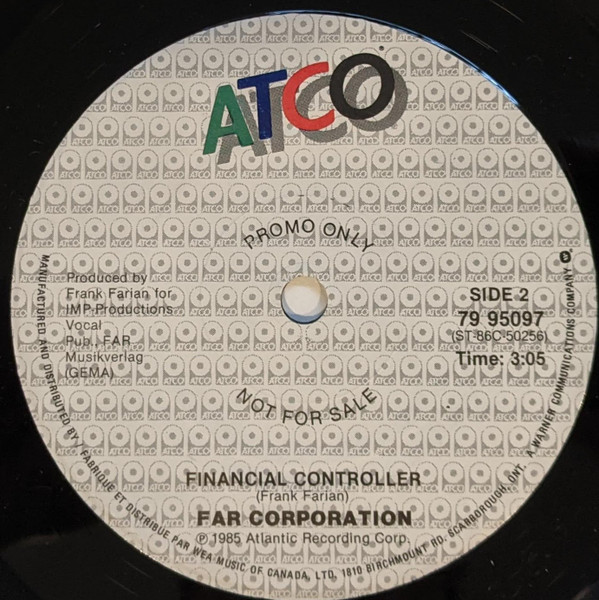 ATCO
PROMO ONLY
Produced by
Frank Farian for
IMP Productions
Vocal
Pub., FAR
Musikverlag
(GEMA)
SIDE 2
79 95097
(ST-86C-50256)
Time: 3:05
NOT FOR SALE
FINANCIAL CONTROLLER
(Frank Farian)
FAR CORPORATION
℗ 1985 Atlantic Recording Corp.
MANUFACTURED AND DISTRIBUTED BY / FABRIQUE ET DISTRIBUE PAR WEA MUSIC OF CANADA, LTD, 1810 BIRCHMOUNT RD. SCARBOROUGH, ONT. A WARNER COMMUNICATIONS COMPANY